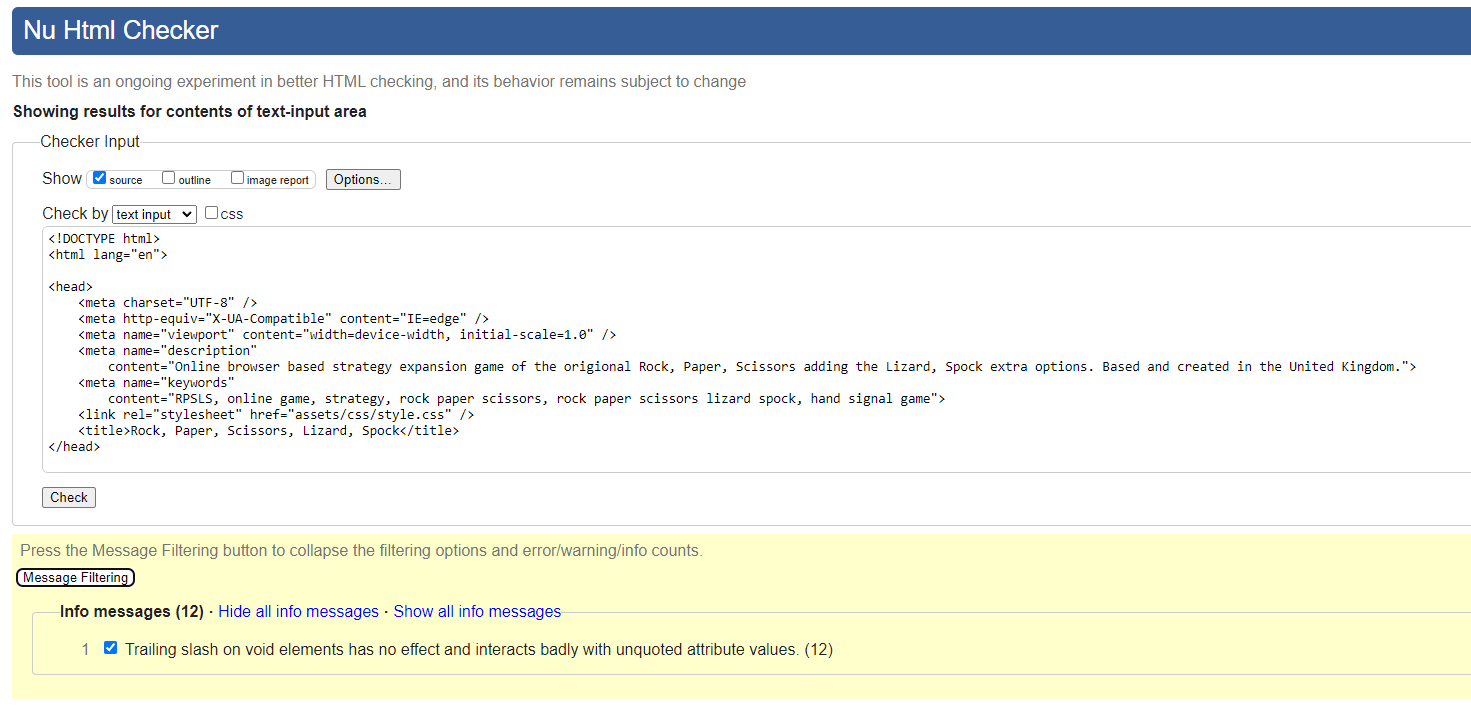 Nu Html Checker
This tool is an ongoing experiment in better HTML checking, and its behavior remains subject to change
Showing results for contents of text-input area
Checker Input
Show source outline image report Options...
Check by text input css
<!DOCTYPE html>
<html lang="en">
<head>
<meta charset="UTF-8" />
<meta http-equiv="X-UA-Compatible" content="IE=edge" />
<meta name="viewport" content="width=device-width, initial-scale=1.0" />
<meta name="description"
content="Online browser based strategy expansion game of the origional Rock, Paper, Scissors adding the Lizard, Spock extra options. Based and created in the United Kingdom.">
<meta name="keywords"
content="RPSLS, online game, strategy, rock paper scissors, rock paper scissors lizard spock, hand signal game">
<link rel="stylesheet" href="assets/css/style.css" />
<title>Rock, Paper, Scissors, Lizard, Spock</title>
</head>
Check
Press the Message Filtering button to collapse the filtering options and error/warning/info counts.
Message Filtering
Info messages (12) · Hide all info messages · Show all info messages
1 Trailing slash on void elements has no effect and interacts badly with unquoted attribute values. (12)